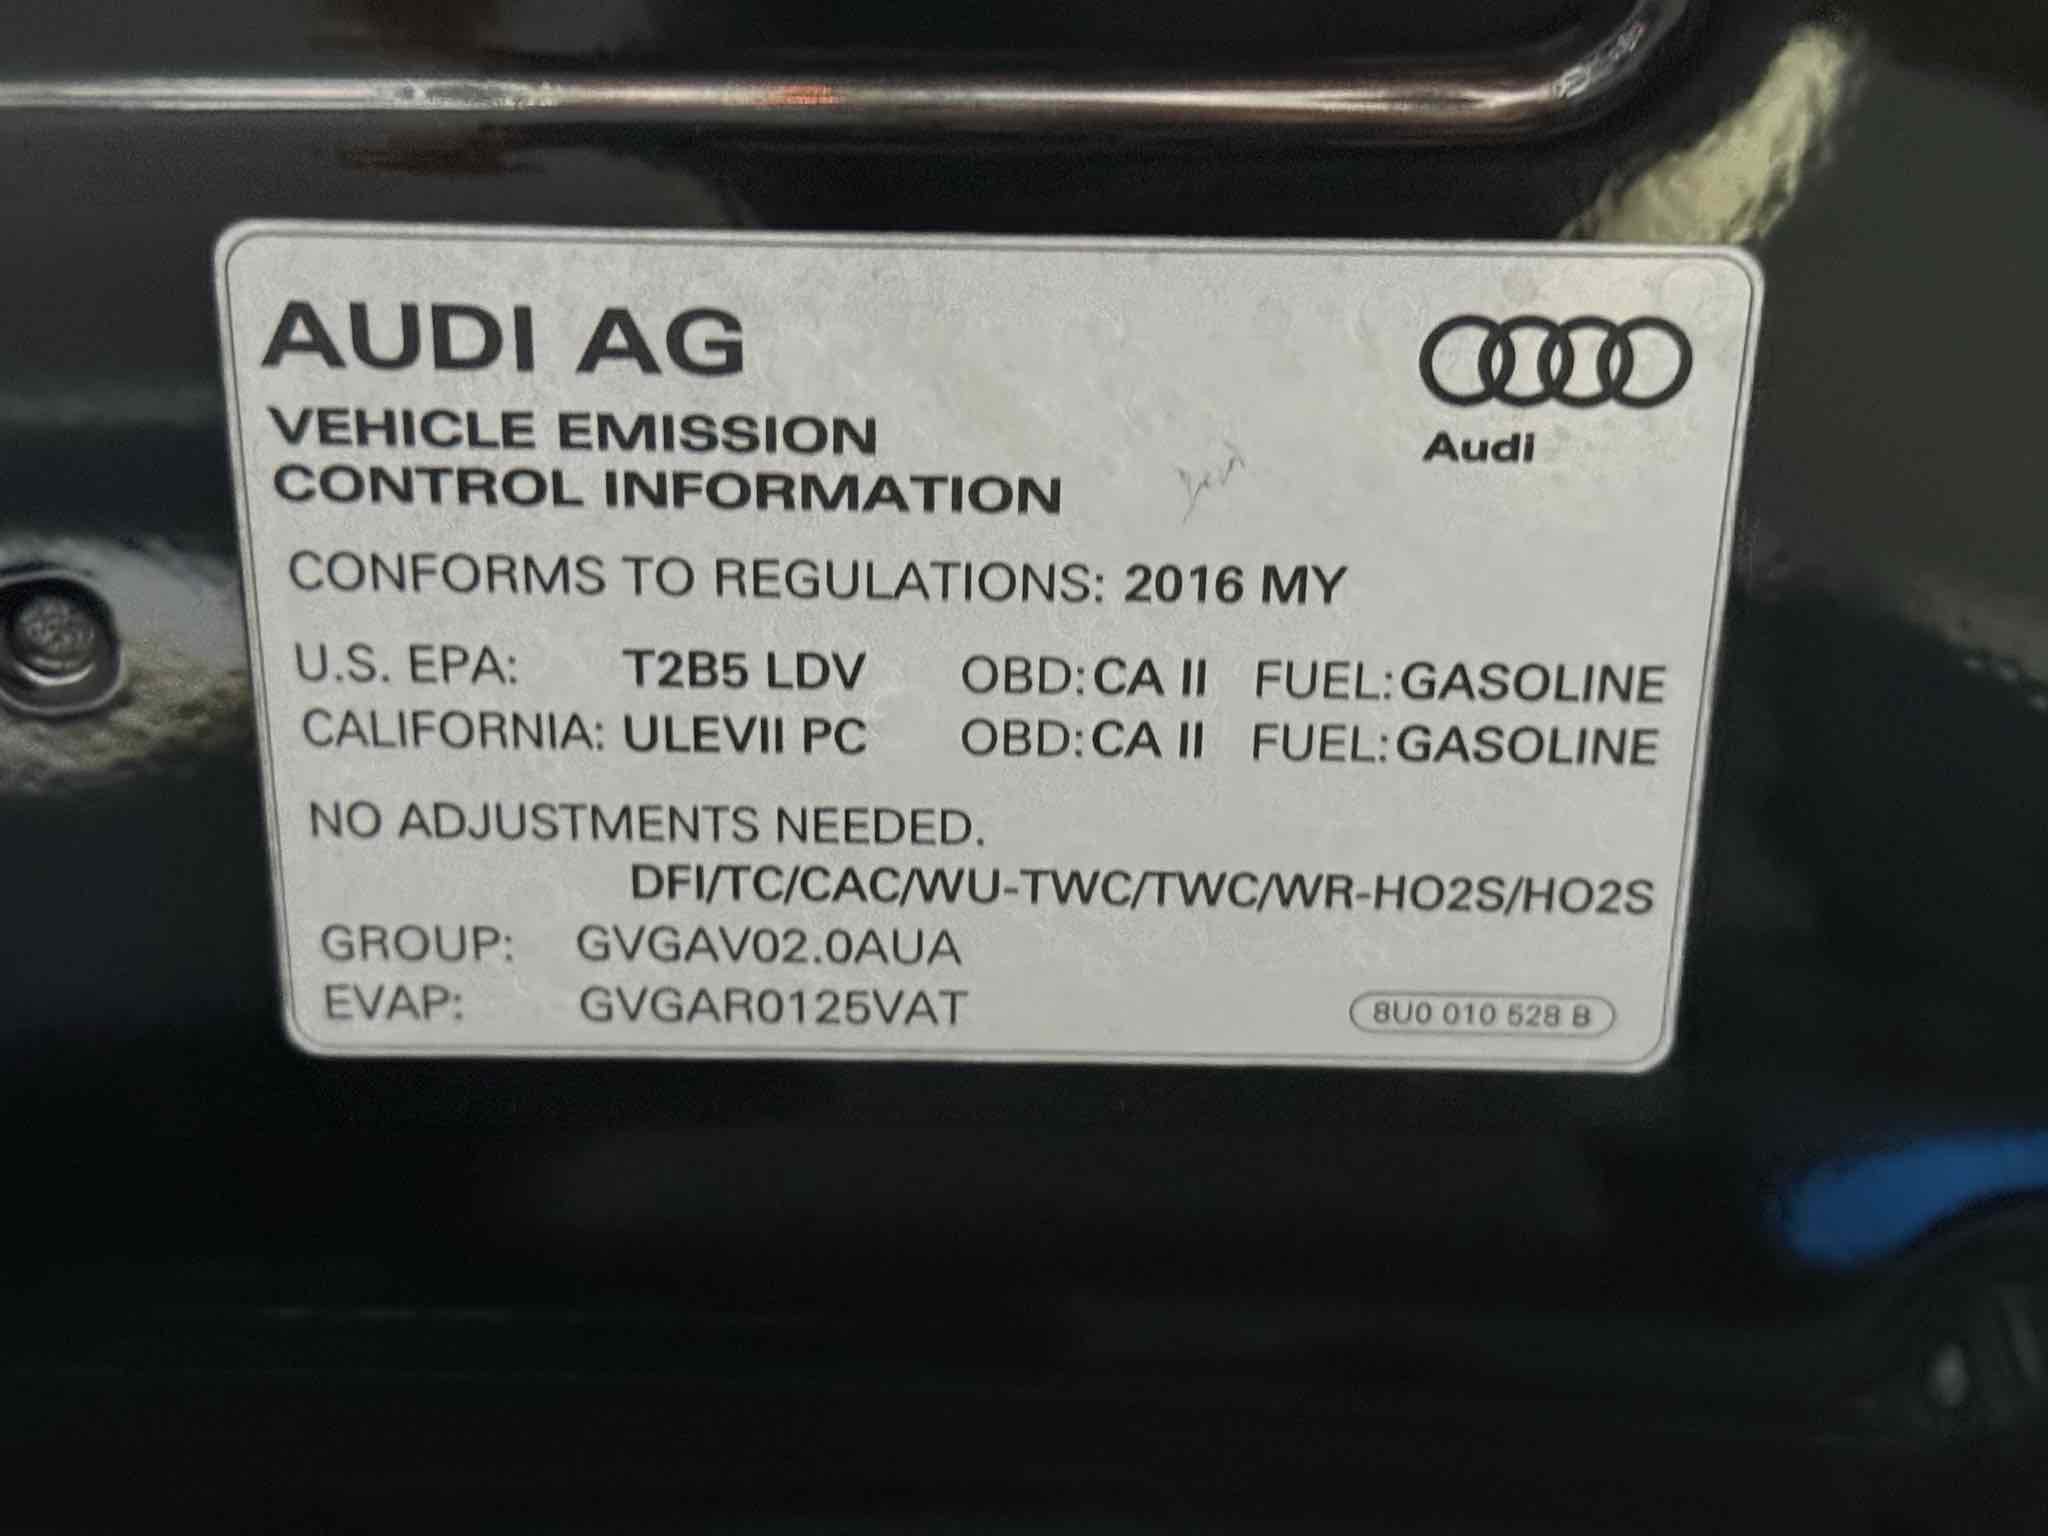 AUDI AG
Audi
VEHICLE EMISSION
CONTROL INFORMATION
CONFORMS TO REGULATIONS: 2016 MY
U.S. EPA: T2B5 LDV OBD: CA II FUEL: GASOLINE
CALIFORNIA: ULEVII PC OBD: CA II FUEL: GASOLINE
NO ADJUSTMENTS NEEDED.
DFI/TC/CAC/WU-TWC/TWC/WR-HO2S/HO2S
GROUP: GVGAV02.0AUA
EVAP: GVGAR0125VAT
8U0 010 528 B